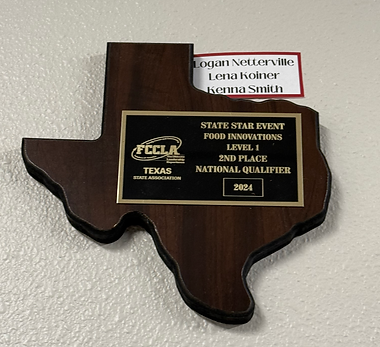 Logan Netterville
Lena Koiner
Kenna Smith
FCCLA
TEXAS
STATE ASSOCIATION
STATE STAR EVENT
FOOD INNOVATIONS
LEVEL 1
2ND PLACE
NATIONAL QUALIFIER
2024